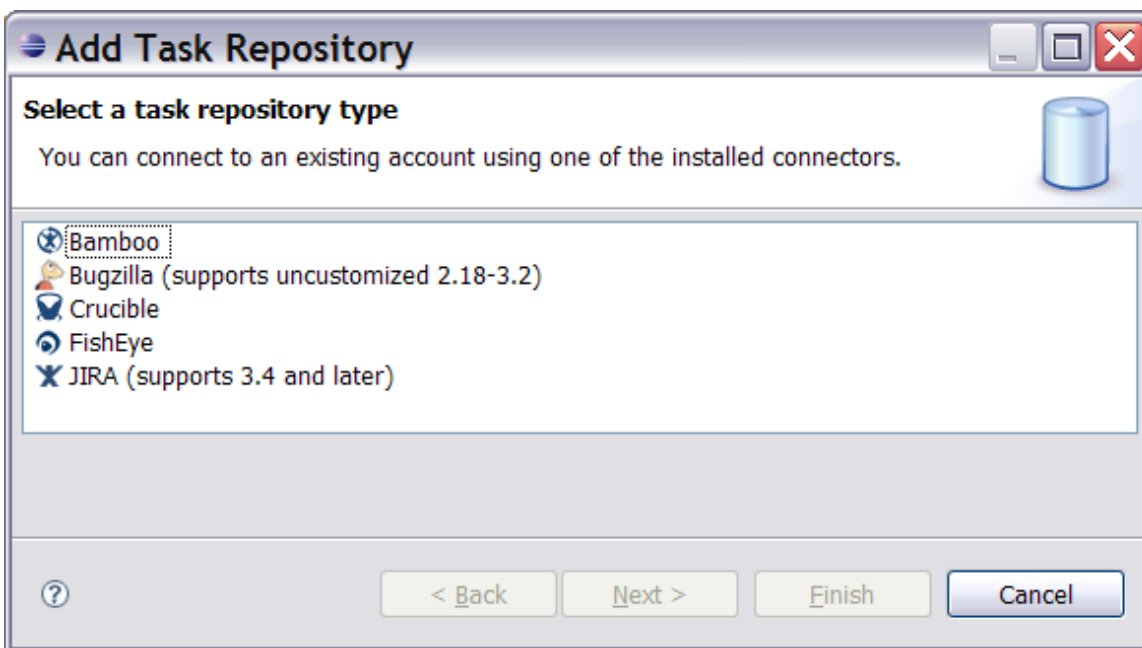 Add Task Repository
Select a task repository type
You can connect to an existing account using one of the installed connectors.
Bamboo
Bugzilla (supports uncustomized 2.18-3.2)
Crucible
FishEye
JIRA (supports 3.4 and later)
? < Back Next > Finish Cancel